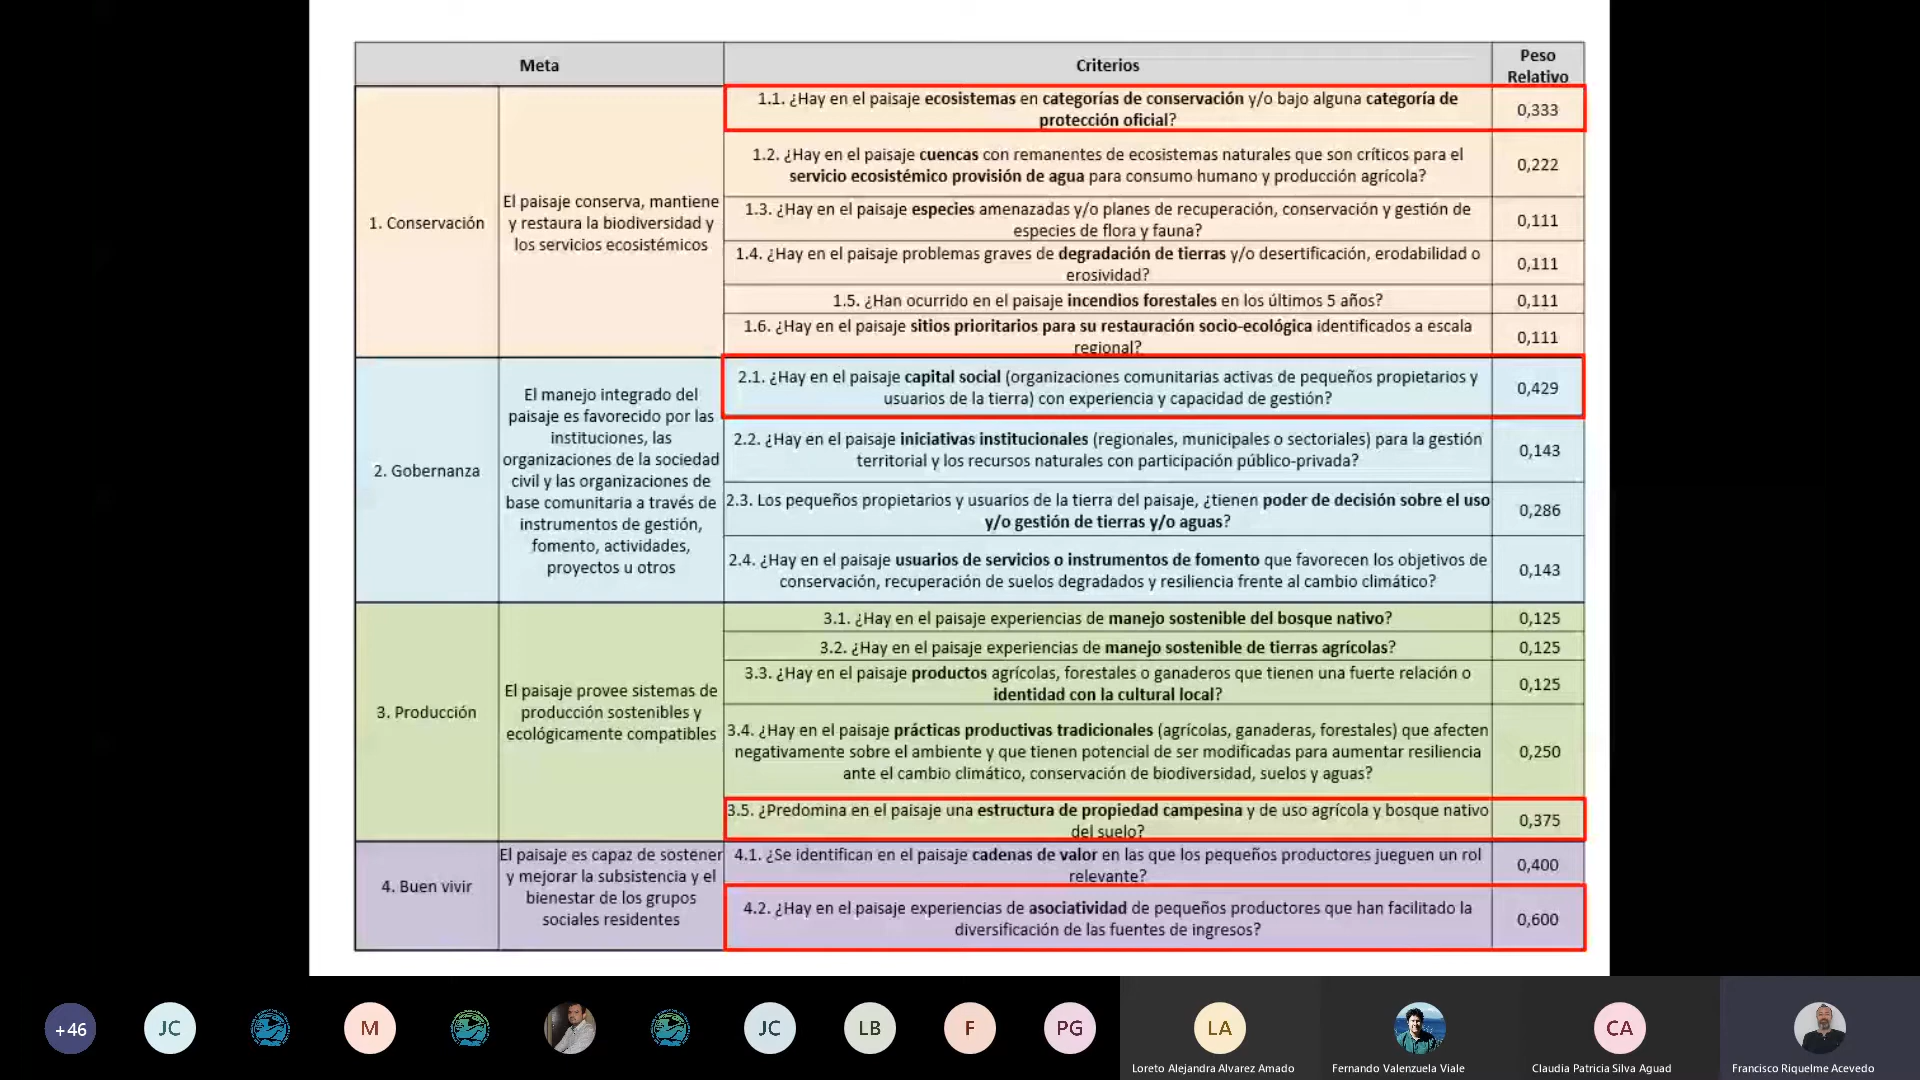 Meta
Criterios
Peso
Relativo
1. Conservación
El paisaje conserva, mantiene
y restaura la biodiversidad y
los servicios ecosistémicos
1.1. ¿Hay en el paisaje ecosistemas en categorías de conservación y/o bajo alguna categoría de
protección oficial?
0,333
1.2. ¿Hay en el paisaje cuencas con remanentes de ecosistemas naturales que son críticos para el
servicio ecosistémico provisión de agua para consumo humano y producción agrícola?
0,222
1.3. ¿Hay en el paisaje especies amenazadas y/o planes de recuperación, conservación y gestión de
especies de flora y fauna?
0,111
1.4. ¿Hay en el paisaje problemas graves de degradación de tierras y/o desertificación, erodabilidad o
erosividad?
0,111
1.5. ¿Han ocurrido en el paisaje incendios forestales en los últimos 5 años?
0,111
1.6. ¿Hay en el paisaje sitios prioritarios para su restauración socio-ecológica identificados a escala
regional?
0,111
2. Gobernanza
El manejo integrado del
paisaje es favorecido por las
instituciones, las
organizaciones de la sociedad
civil y las organizaciones de
base comunitaria a través de
instrumentos de gestión,
fomento, actividades,
proyectos u otros
2.1. ¿Hay en el paisaje capital social (organizaciones comunitarias activas de pequeños propietarios y
usuarios de la tierra) con experiencia y capacidad de gestión?
0,429
2.2. ¿Hay en el paisaje iniciativas institucionales (regionales, municipales o sectoriales) para la gestión
territorial y los recursos naturales con participación público-privada?
0,143
2.3. Los pequeños propietarios y usuarios de la tierra del paisaje, ¿tienen poder de decisión sobre el uso
y/o gestión de tierras y/o aguas?
0,286
2.4. ¿Hay en el paisaje usuarios de servicios o instrumentos de fomento que favorecen los objetivos de
conservación, recuperación de suelos degradados y resiliencia frente al cambio climático?
0,143
3. Producción
El paisaje provee sistemas de
producción sostenibles y
ecológicamente compatibles
3.1. ¿Hay en el paisaje experiencias de manejo sostenible del bosque nativo?
0,125
3.2. ¿Hay en el paisaje experiencias de manejo sostenible de tierras agrícolas?
0,125
3.3. ¿Hay en el paisaje productos agrícolas, forestales o ganaderos que tienen una fuerte relación o
identidad con la cultural local?
0,125
3.4. ¿Hay en el paisaje prácticas productivas tradicionales (agrícolas, ganaderas, forestales) que afecten
negativamente sobre el ambiente y que tienen potencial de ser modificadas para aumentar resiliencia
ante el cambio climático, conservación de biodiversidad, suelos y aguas?
0,250
3.5. ¿Predomina en el paisaje una estructura de propiedad campesina y de uso agrícola y bosque nativo
del suelo?
0,375
4. Buen vivir
El paisaje es capaz de sostener
y mejorar la subsistencia y el
bienestar de los grupos
sociales residentes
4.1. ¿Se identifican en el paisaje cadenas de valor en las que los pequeños productores jueguen un rol
relevante?
0,400
4.2. ¿Hay en el paisaje experiencias de asociatividad de pequeños productores que han facilitado la
diversificación de las fuentes de ingresos?
0,600
+46
JC
M
JC
LB
F
PG
LA
CA
Loreto Alejandra Alvarez Amado
Fernando Valenzuela Viale
Claudia Patricia Silva Aguad
Francisco Riquelme Acevedo